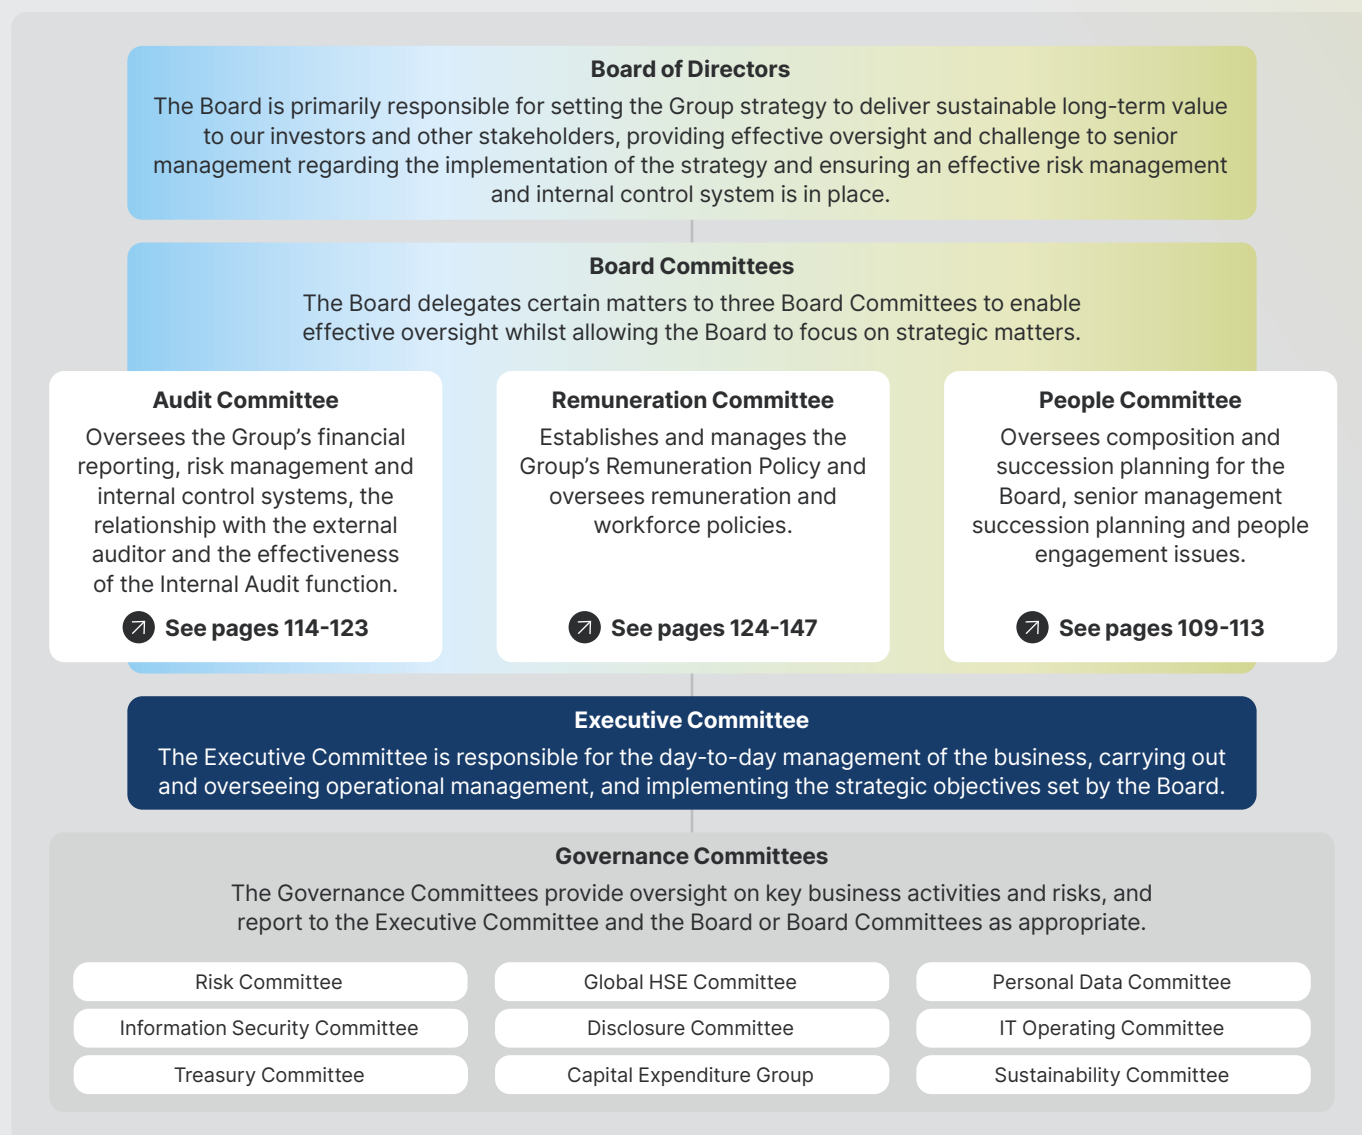 Board of Directors
The Board is primarily responsible for setting the Group strategy to deliver sustainable long-term value
to our investors and other stakeholders, providing effective oversight and challenge to senior
management regarding the implementation of the strategy and ensuring an effective risk management
and internal control system is in place.
Board Committees
The Board delegates certain matters to three Board Committees to enable
effective oversight whilst allowing the Board to focus on strategic matters.
Audit Committee
Oversees the Group’s financial
reporting, risk management and
internal control systems, the
relationship with the external
auditor and the effectiveness
of the Internal Audit function.
See pages 114-123
Remuneration Committee
Establishes and manages the
Group’s Remuneration Policy and
oversees remuneration and
workforce policies.
See pages 124-147
People Committee
Oversees composition and
succession planning for the
Board, senior management
succession planning and people
engagement issues.
See pages 109-113
Executive Committee
The Executive Committee is responsible for the day-to-day management of the business, carrying out
and overseeing operational management, and implementing the strategic objectives set by the Board.
Governance Committees
The Governance Committees provide oversight on key business activities and risks, and
report to the Executive Committee and the Board or Board Committees as appropriate.
Risk Committee
Global HSE Committee
Personal Data Committee
Information Security Committee
Disclosure Committee
IT Operating Committee
Treasury Committee
Capital Expenditure Group
Sustainability Committee